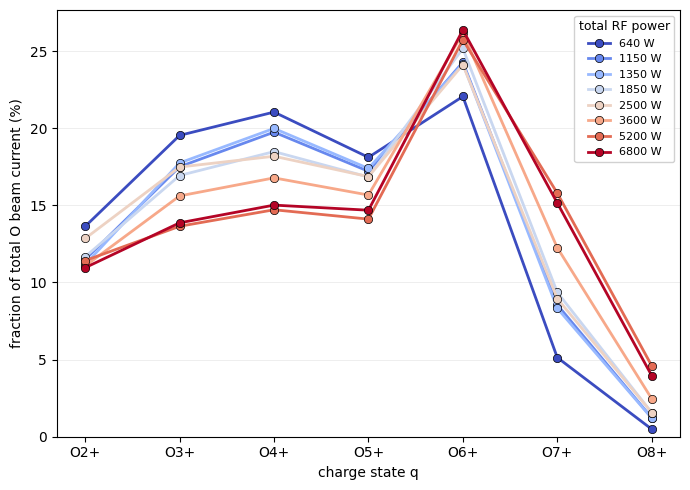 total RF power
640 W
1150 W
1350 W
1850 W
2500 W
3600 W
5200 W
6800 W
fraction of total O beam current (%)
25
20
15
10
5
0
O2+ O3+ O4+ O5+ O6+ O7+ O8+
charge state q